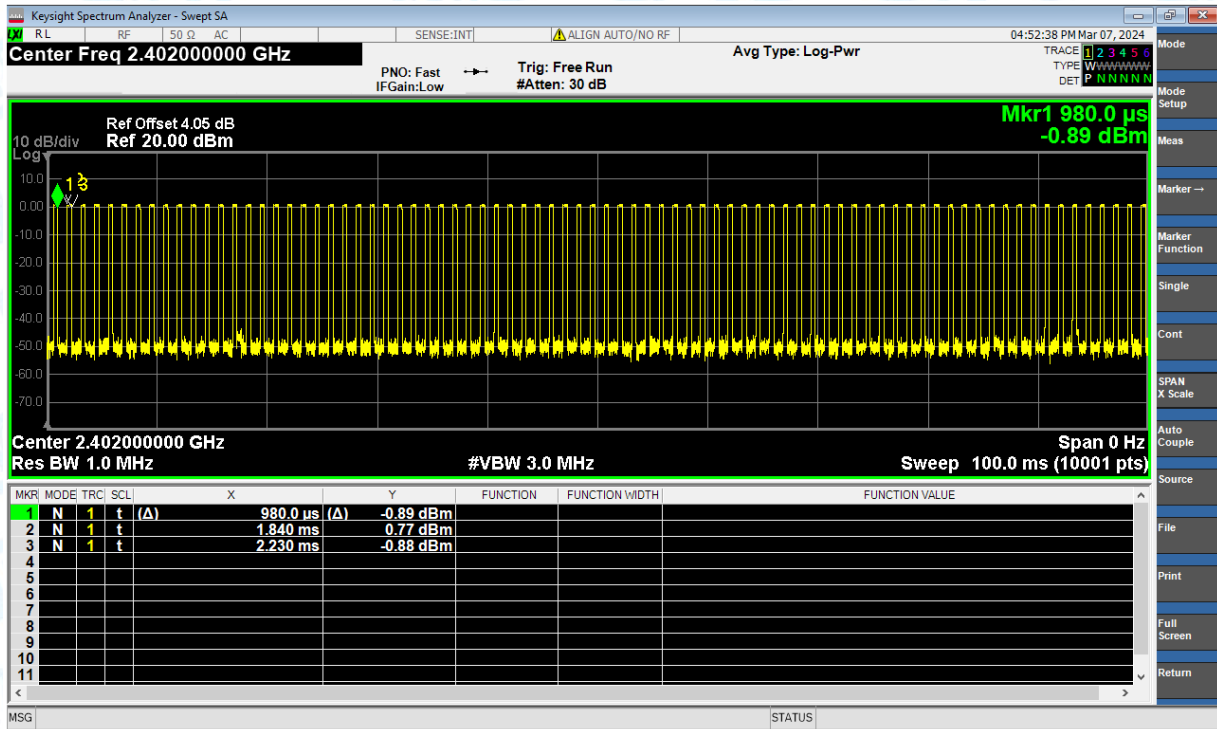 Keysight Spectrum Analyzer - Swept SA
LXI RL RF 50 Ω AC SENSE:INT ALIGN AUTO/NO RF 04:52:38 PM Mar 07, 2024
Center Freq 2.402000000 GHz
Avg Type: Log-Pwr
TRACE 1 2 3 4 5 6
PNO: Fast Trig: Free Run
TYPE WWWWWW
IFGain:Low #Atten: 30 dB
DET P N N N N N
Mkr1 980.0 µs
Ref Offset 4.05 dB
10 dB/div Ref 20.00 dBm
-0.89 dBm
Log
10.0
1 3
0.00
-10.0
-20.0
-30.0
-40.0
-50.0
-60.0
-70.0
Center 2.402000000 GHz Span 0 Hz
Res BW 1.0 MHz #VBW 3.0 MHz Sweep 100.0 ms (10001 pts)
MKR MODE TRC SCL X Y FUNCTION FUNCTION WIDTH FUNCTION VALUE
1 N 1 t (Δ) 980.0 µs (Δ) -0.89 dBm
2 N 1 t 1.840 ms 0.77 dBm
3 N 1 t 2.230 ms -0.88 dBm
4
5
6
7
8
9
10
11
MSG STATUS
Mode
Mode
Setup
Meas
Marker →
Marker
Function
Single
Cont
SPAN
X Scale
Auto
Couple
Source
File
Print
Full
Screen
Return